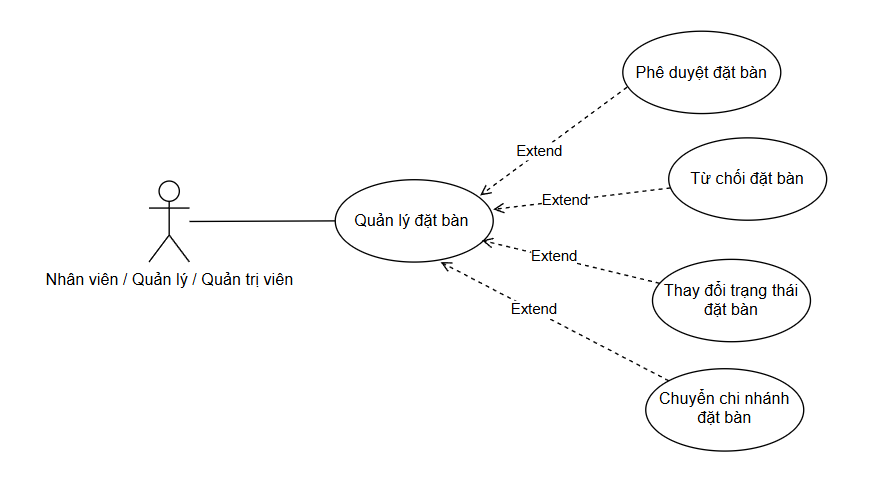 Phê duyệt đặt bàn
Extend
Từ chối đặt bàn
Extend
Quản lý đặt bàn
Extend
Nhân viên / Quản lý / Quản trị viên
Thay đổi trạng thái
đặt bàn
Extend
Chuyển chi nhánh
đặt bàn